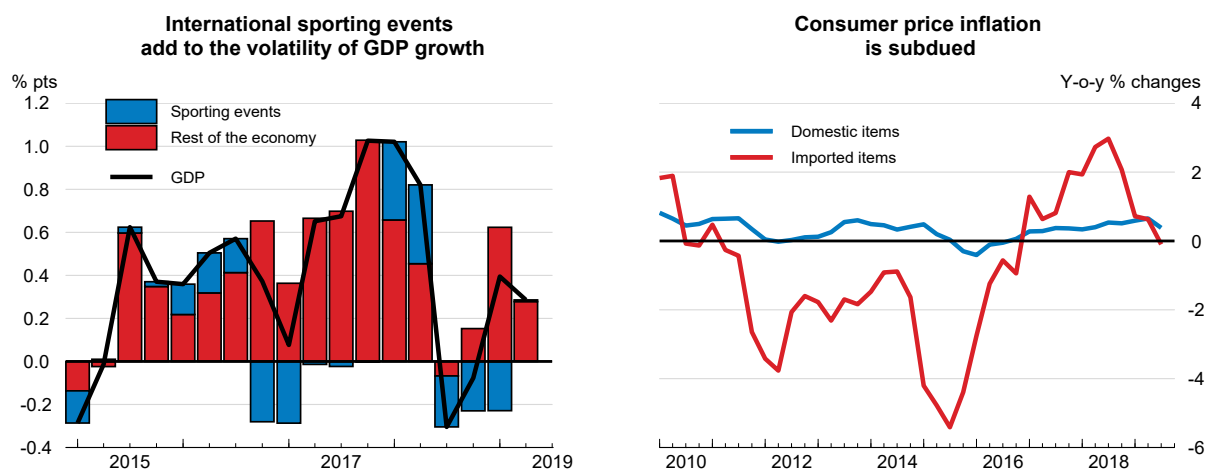 International sporting events
add to the volatility of GDP growth
% pts
1.2
1.0
0.8
0.6
0.4
0.2
0.0
-0.2
-0.4
Sporting events
Rest of the economy
GDP
2015
2017
2019
Consumer price inflation
is subdued
Y-o-y % changes
4
2
0
-2
-4
-6
Domestic items
Imported items
2010
2012
2014
2016
2018